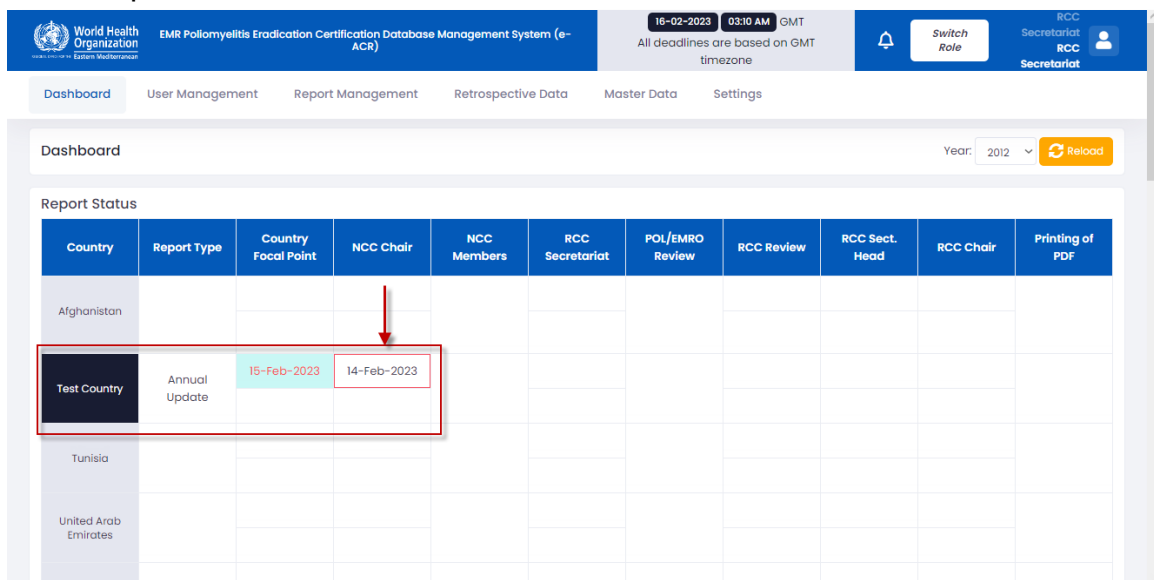 World Health
Organization
Eastern Mediterranean
EMR Poliomyelitis Eradication Certification Database Management System (e-
ACR)
16-02-2023 03:10 AM GMT
All deadlines are based on GMT
timezone
Switch
Role
RCC
Secretariat
RCC
Secretariat
Dashboard User Management Report Management Retrospective Data Master Data Settings
Dashboard
Year: 2012 Reload
Report Status
Country
Report Type
Country
Focal Point
NCC Chair
NCC
Members
RCC
Secretariat
POL/EMRO
Review
RCC Review
RCC Sect.
Head
RCC Chair
Printing of
PDF
Afghanistan
Test Country
Annual
Update
15-Feb-2023
14-Feb-2023
Tunisia
United Arab
Emirates